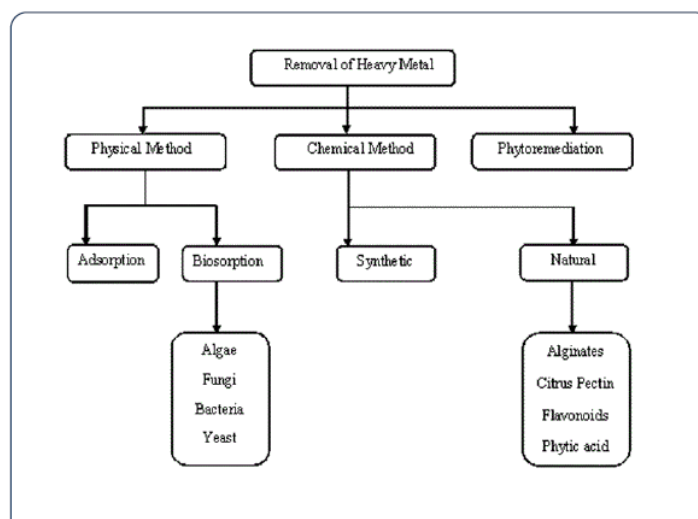 Removal of Heavy Metal
Physical Method
Chemical Method
Phytoremediation
Adsorption
Biosorption
Synthetic
Natural
Algae
Fungi
Bacteria
Yeast
Alginates
Citrus Pectin
Flavonoids
Phytic acid